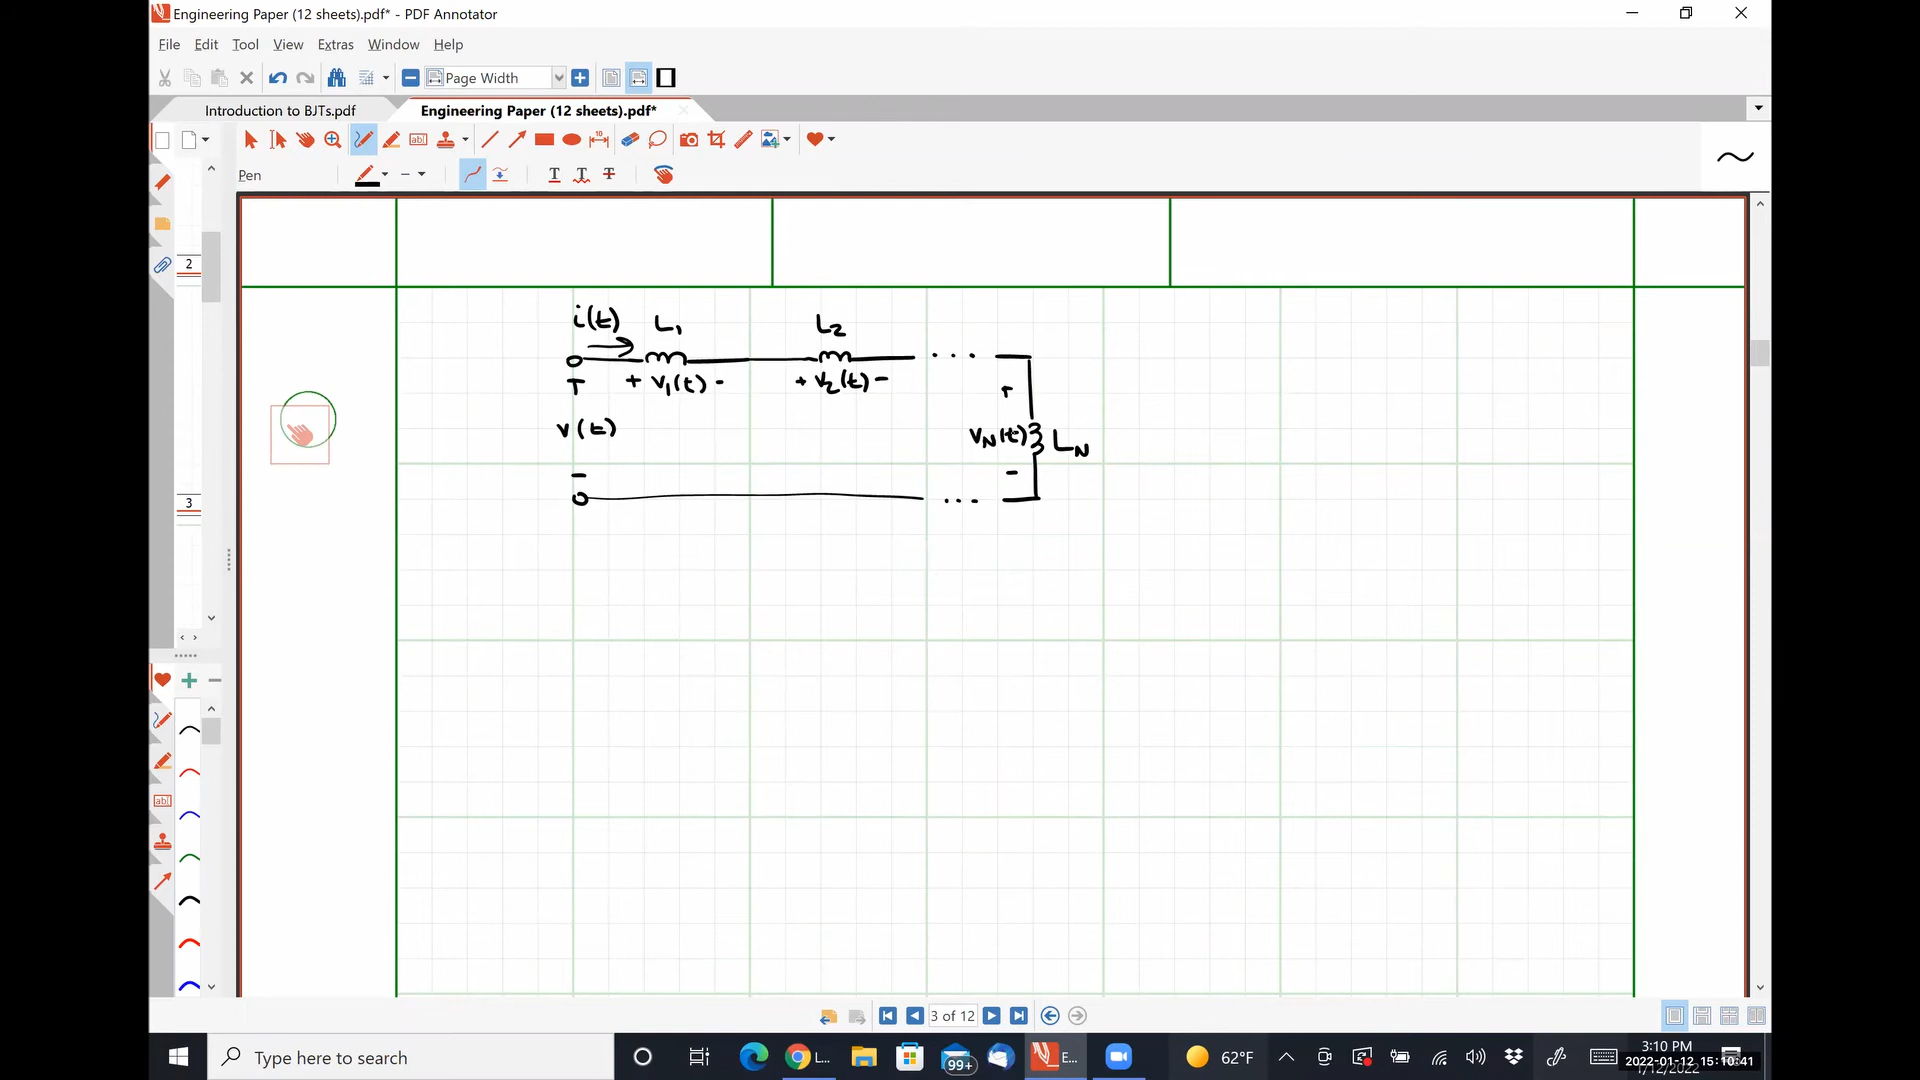 Engineering Paper (12 sheets).pdf* - PDF Annotator
File Edit Tool View Extras Window Help
Page Width
Introduction to BJTs.pdf
Engineering Paper (12 sheets).pdf*
Pen
2
3
i(t) L₁ L₂
+ v₁(t) - + v₂(t) -
+
v(t)
-
+
vN(t) LN
-
3 of 12
Type here to search
L...
99+
E...
62°F
3:10 PM
2022-01-12 15:10:41